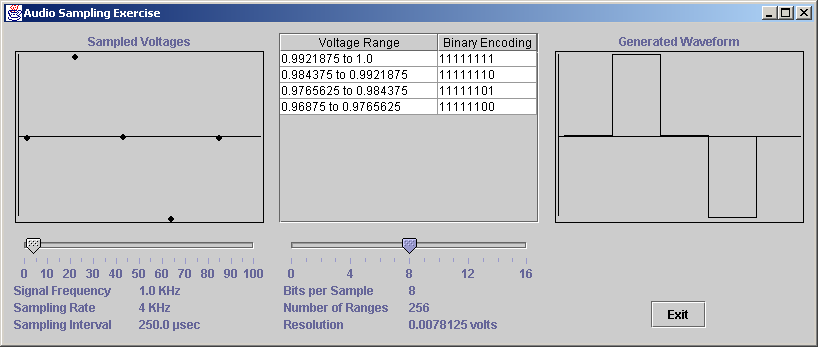 Audio Sampling Exercise
Sampled Voltages
Voltage Range Binary Encoding
0.9921875 to 1.0 11111111
0.984375 to 0.9921875 11111110
0.9765625 to 0.984375 11111101
0.96875 to 0.9765625 11111100
Generated Waveform
0 10 20 30 40 50 60 70 80 90 100
0 4 8 12 16
Signal Frequency 1.0 KHz
Sampling Rate 4 KHz
Sampling Interval 250.0 µsec
Bits per Sample 8
Number of Ranges 256
Resolution 0.0078125 volts
Exit